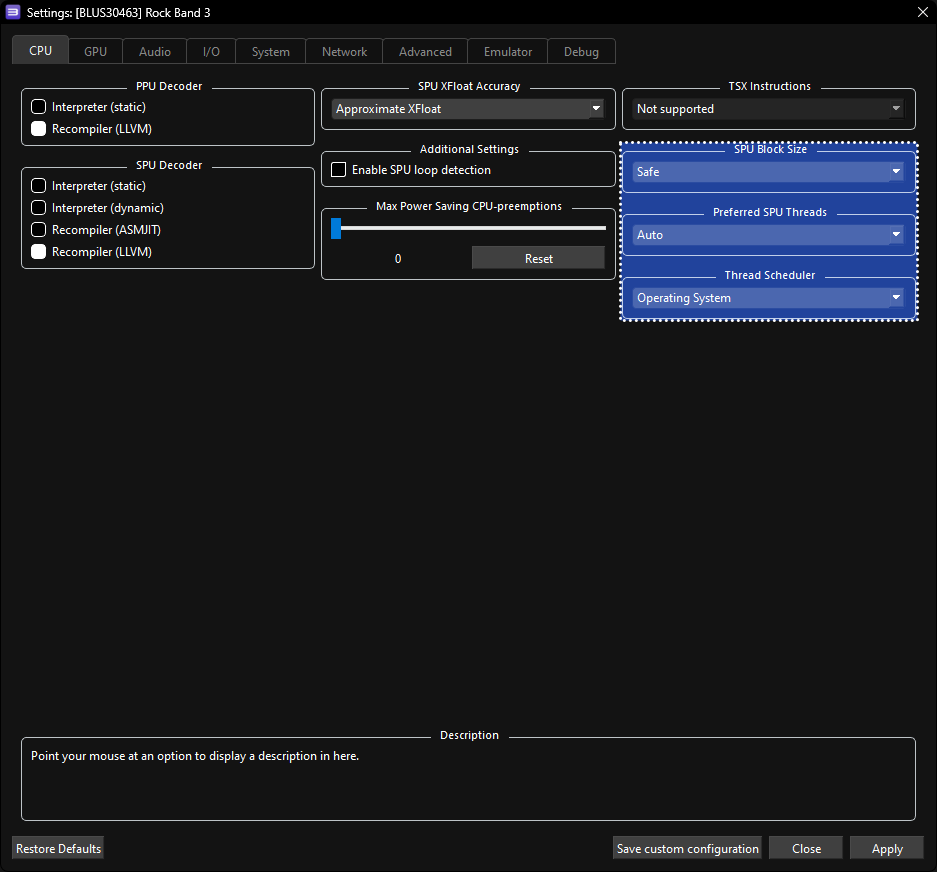 Settings: [BLUS30463] Rock Band 3
CPU
GPU
Audio
I/O
System
Network
Advanced
Emulator
Debug
PPU Decoder
Interpreter (static)
Recompiler (LLVM)
SPU Decoder
Interpreter (static)
Interpreter (dynamic)
Recompiler (ASMJIT)
Recompiler (LLVM)
SPU XFloat Accuracy
Approximate XFloat
Additional Settings
Enable SPU loop detection
Max Power Saving CPU-preemptions
0
Reset
TSX Instructions
Not supported
SPU Block Size
Safe
Preferred SPU Threads
Auto
Thread Scheduler
Operating System
Description
Point your mouse at an option to display a description in here.
Restore Defaults
Save custom configuration
Close
Apply